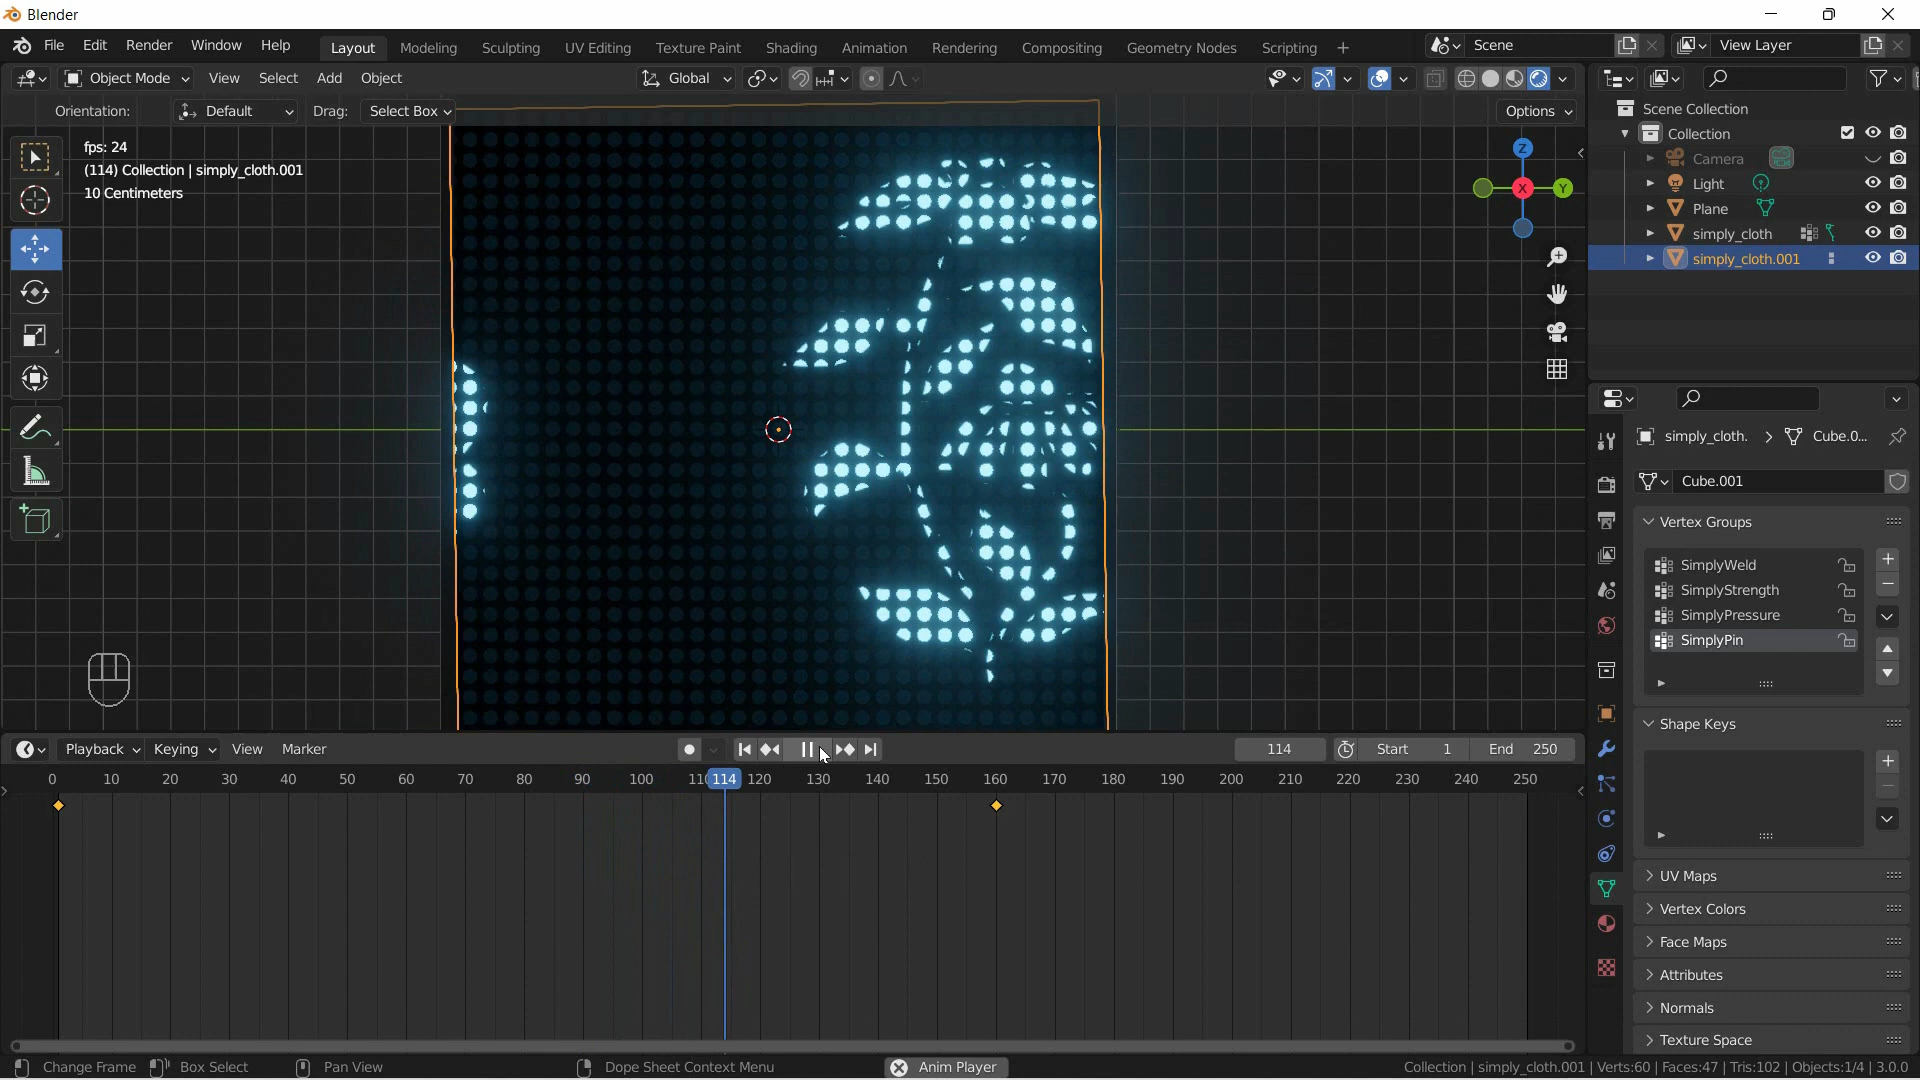 Blender
File Edit Render Window Help Layout Modeling Sculpting UV Editing Texture Paint Shading Animation Rendering Compositing Geometry Nodes Scripting + Scene View Layer
Object Mode View Select Add Object Global
Orientation: Default Drag: Select Box Options
fps: 24
(114) Collection | simply_cloth.001
10 Centimeters
Z
X
Y
Scene Collection
Collection
Camera
Light
Plane
simply_cloth
simply_cloth.001
simply_cloth. > Cube.0...
Cube.001
Vertex Groups
SimplyWeld
SimplyStrength
SimplyPressure
SimplyPin
Shape Keys
UV Maps
Vertex Colors
Face Maps
Attributes
Normals
Texture Space
Playback Keying View Marker 114 Start 1 End 250
0 10 20 30 40 50 60 70 80 90 100 110 114 120 130 140 150 160 170 180 190 200 210 220 230 240 250
Change Frame Box Select Pan View Dope Sheet Context Menu Anim Player Collection | simply_cloth.001 | Verts:60 | Faces:47 | Tris:102 | Objects:1/4 | 3.0.0